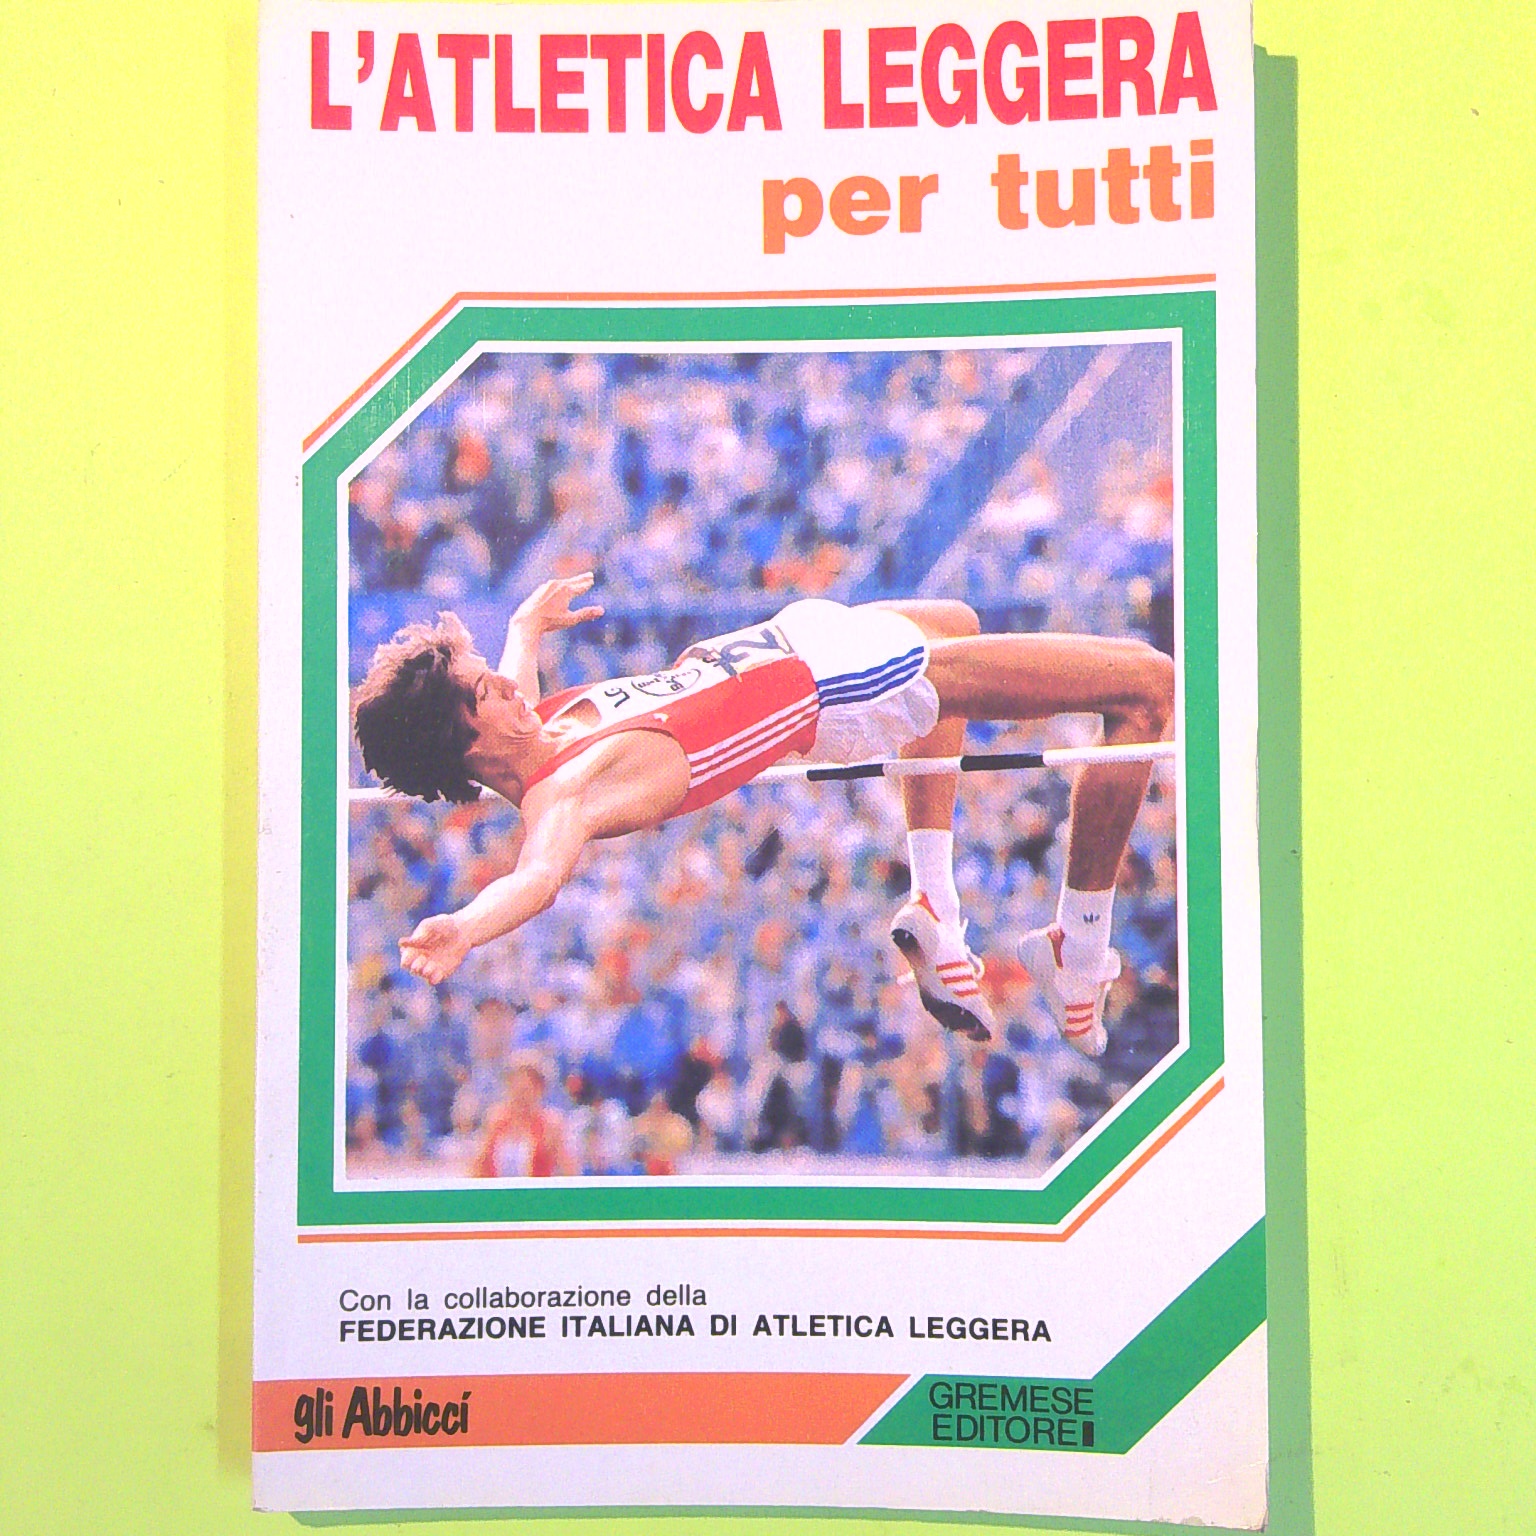 L'ATLETICA LEGGERA
per tutti
Con la collaborazione della
FEDERAZIONE ITALIANA DI ATLETICA LEGGERA
gli Abbiccí
GREMESE
EDITORE